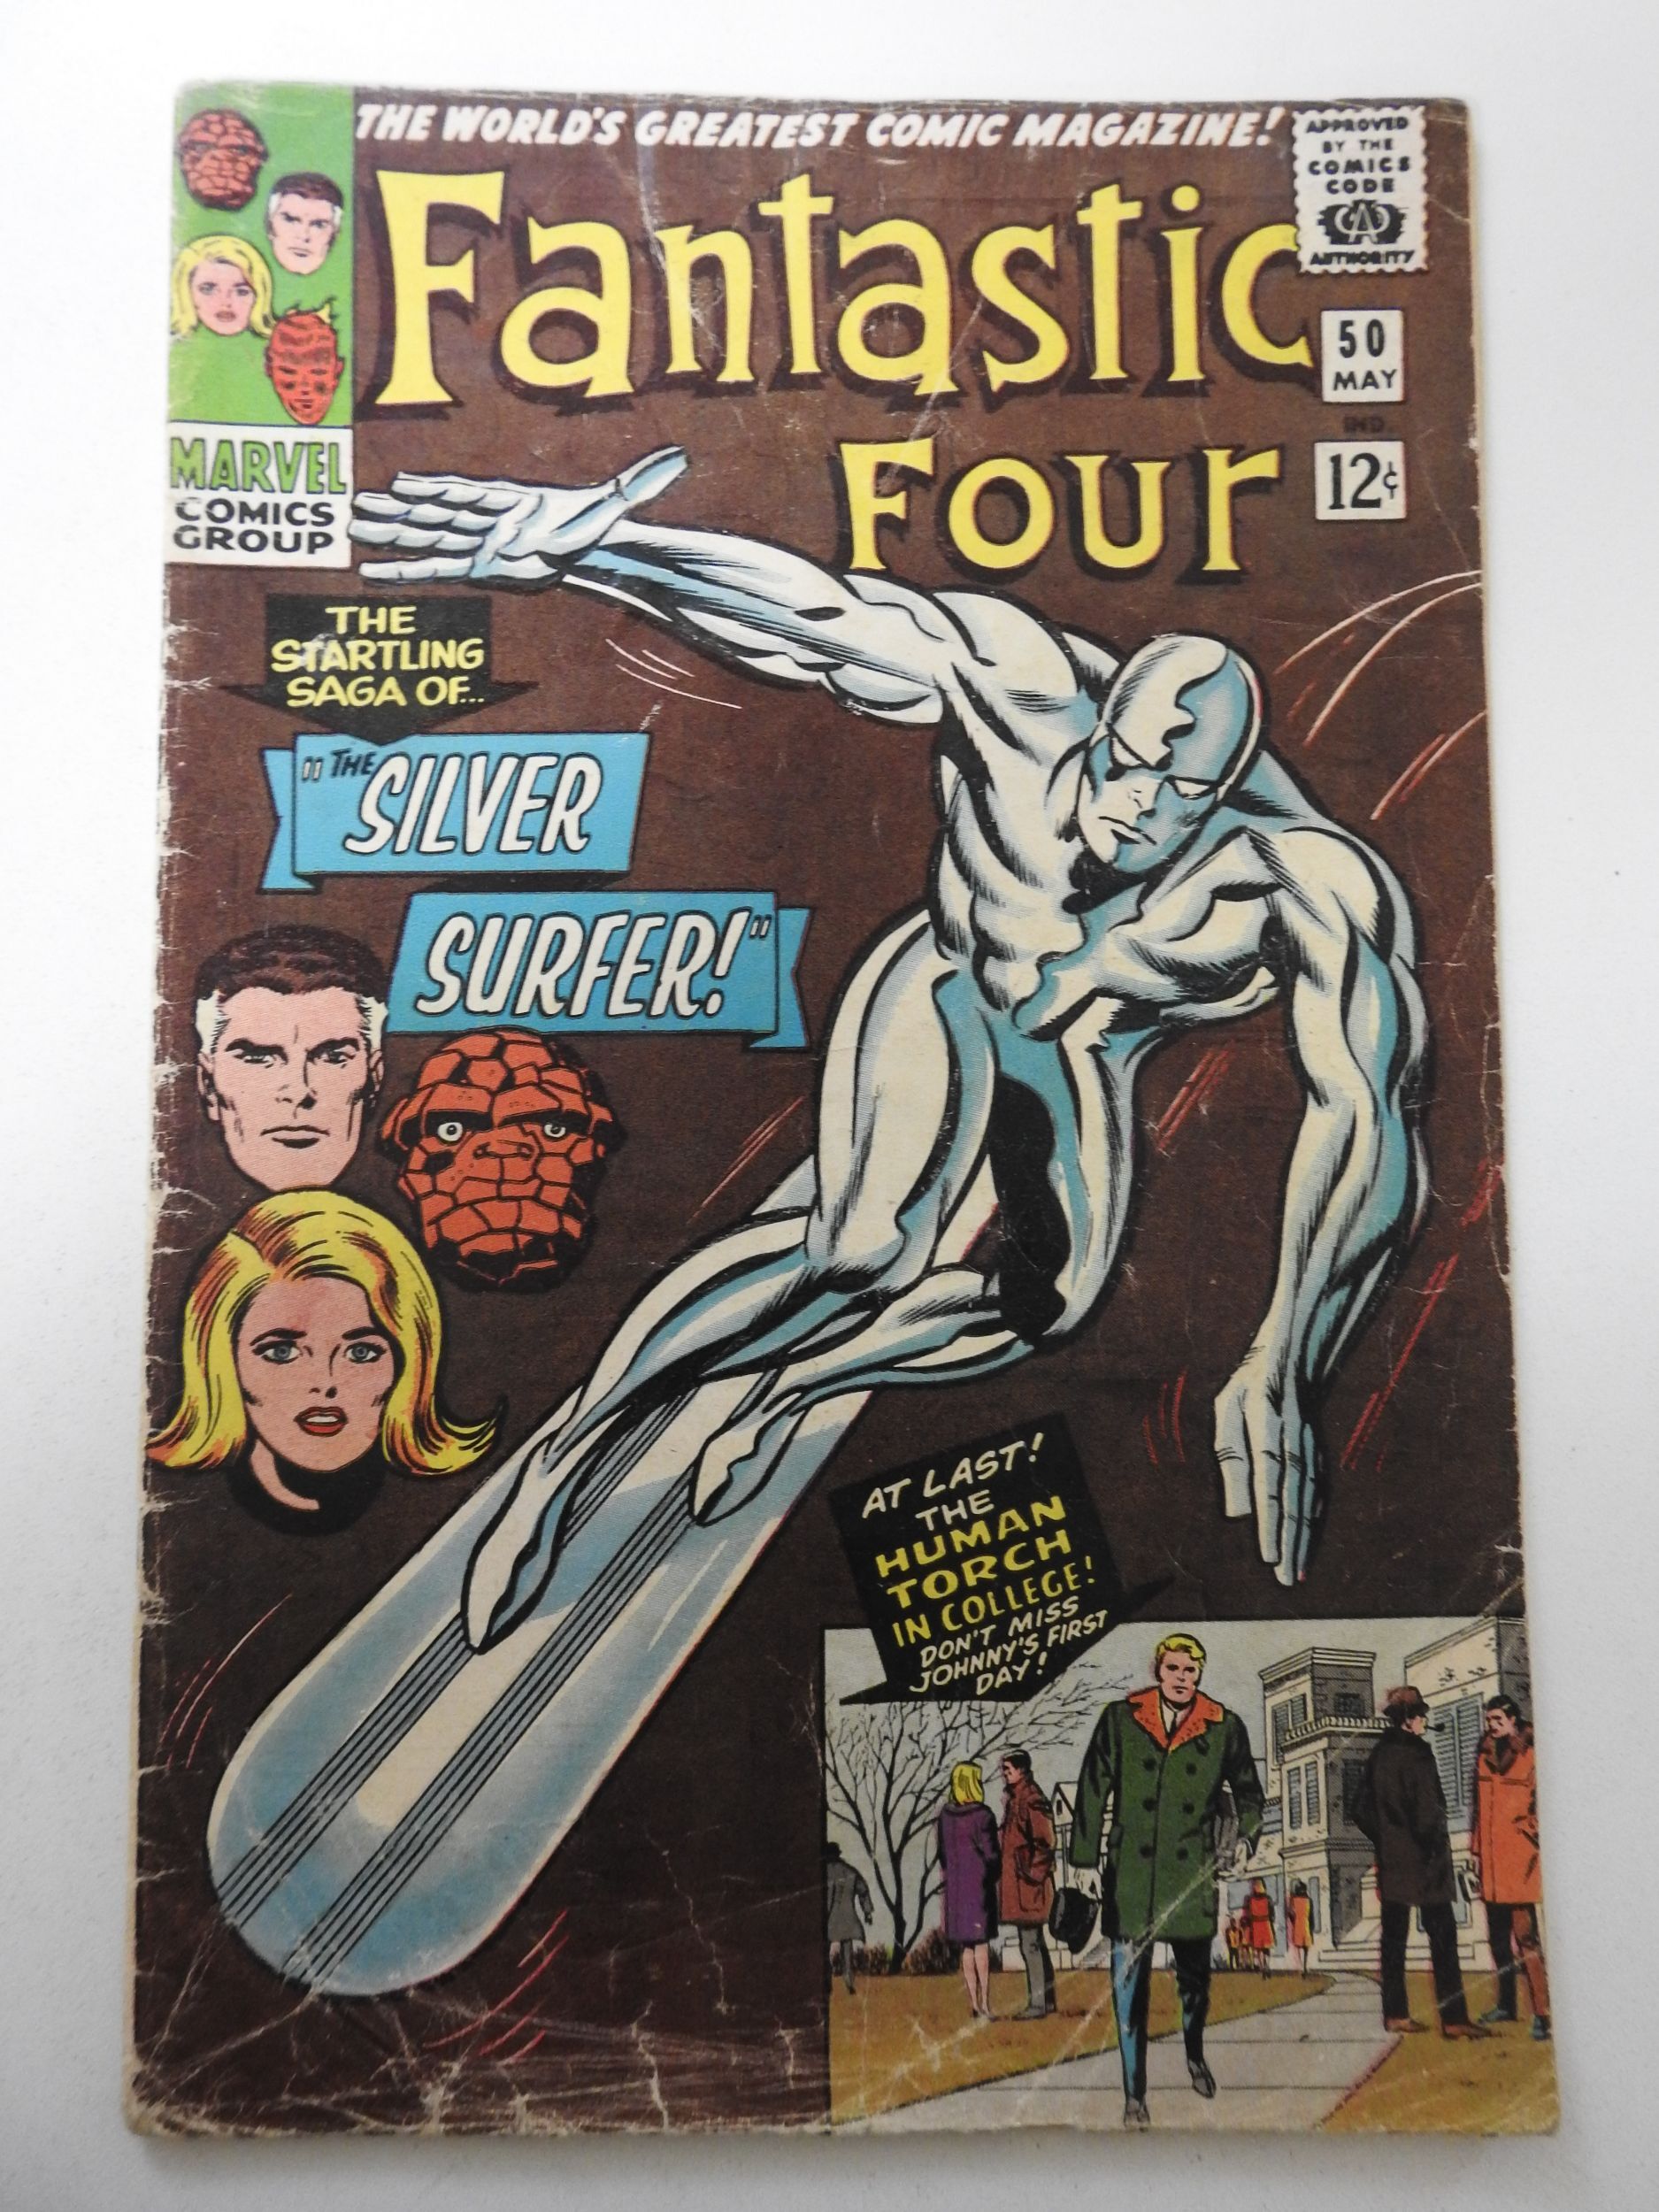 THE WORLD'S GREATEST COMIC MAGAZINE!
APPROVED
BY THE
COMICS
CODE
CA
AUTHORITY
Fantastic
Four
50
MAY
IND.
12¢
MARVEL
COMICS
GROUP
THE
STARTLING
SAGA OF...
"THE SILVER
SURFER!"
AT LAST!
THE
HUMAN
TORCH
IN COLLEGE!
DON'T MISS
JOHNNY'S FIRST
DAY!